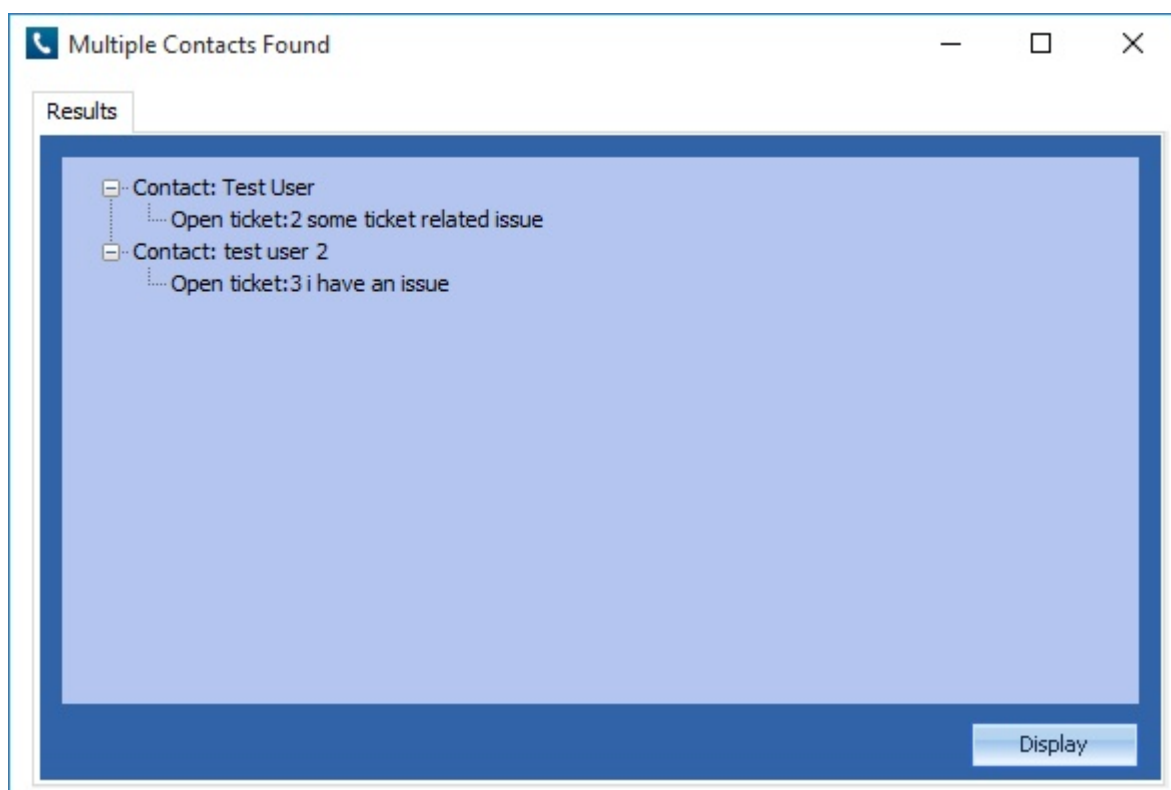 Multiple Contacts Found
Results
Contact: Test User
Open ticket:2 some ticket related issue
Contact: test user 2
Open ticket:3 i have an issue
Display